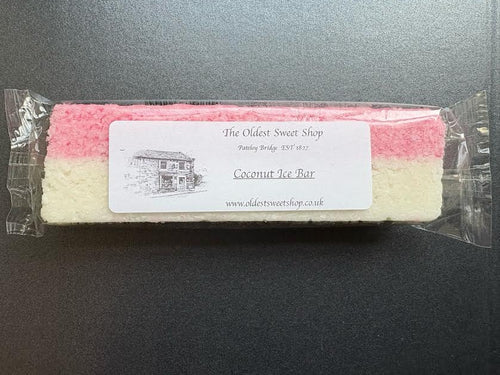 The Oldest Sweet Shop
Pateley Bridge EST 1827
Coconut Ice Bar
www.oldestsweetshop.co.uk